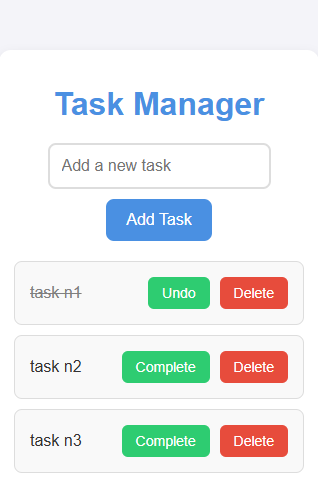 Task Manager
Add a new task
Add Task
task n1 Undo Delete
task n2 Complete Delete
task n3 Complete Delete